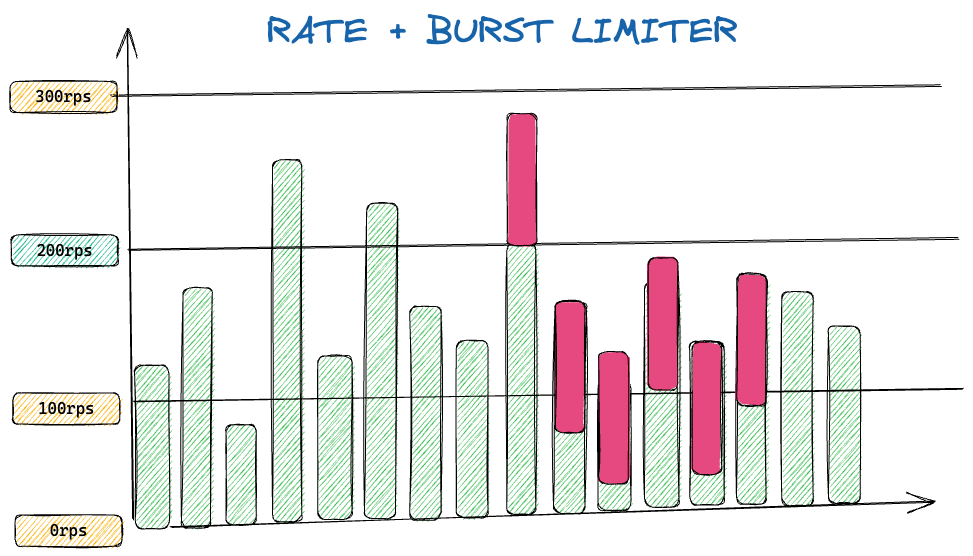 RATE + BURST LIMITER
300rps
200rps
100rps
0rps